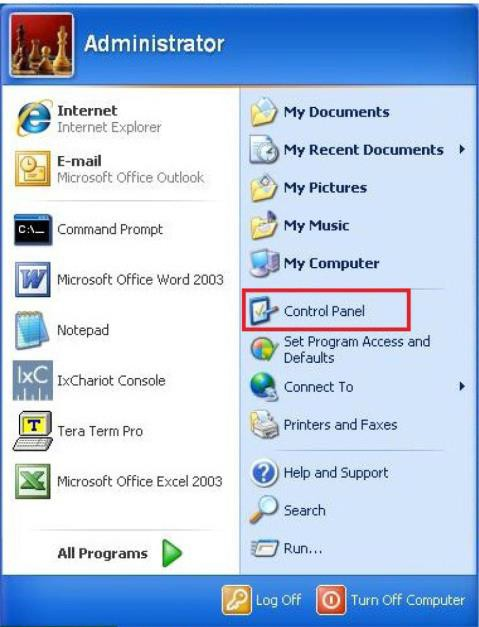 Administrator
Internet
Internet Explorer
E-mail
Microsoft Office Outlook
C:\_
Command Prompt
W
Microsoft Office Word 2003
Notepad
IxC
IxChariot Console
T
Tera Term Pro
Microsoft Office Excel 2003
All Programs
My Documents
My Recent Documents
My Pictures
My Music
My Computer
Control Panel
Set Program Access and
Defaults
Connect To
Printers and Faxes
Help and Support
Search
Run...
Log Off
Turn Off Computer